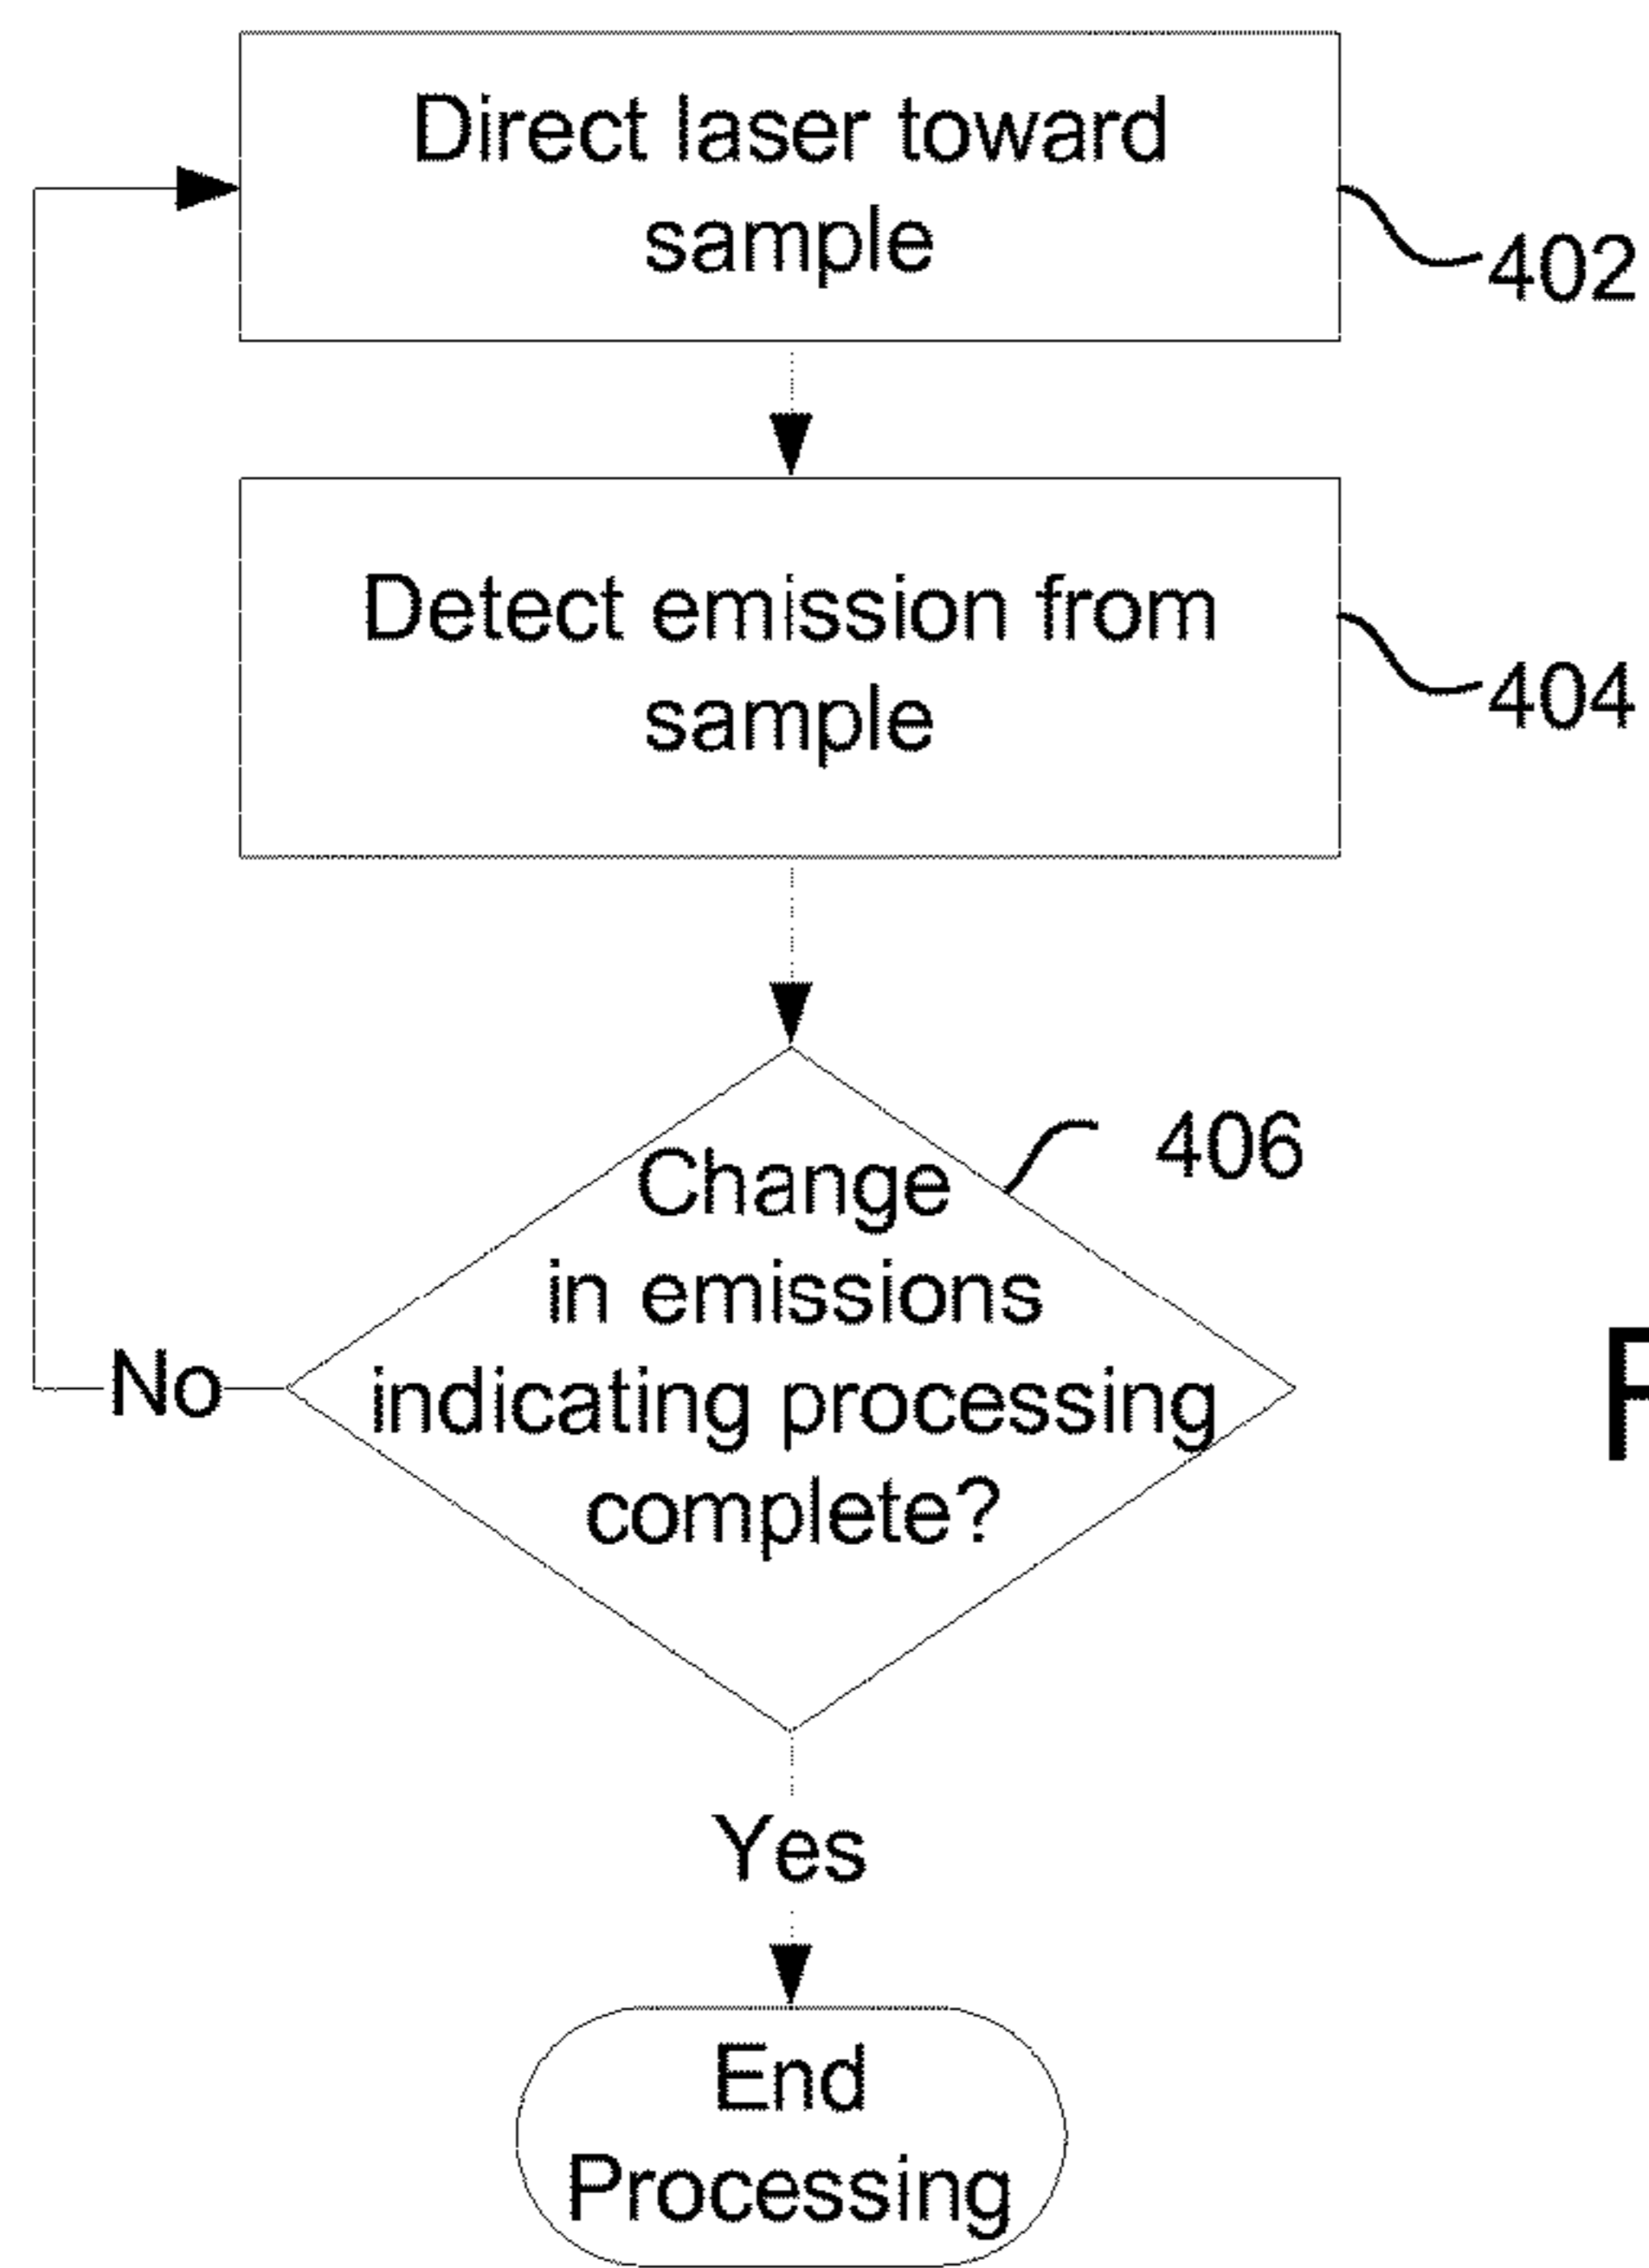 Direct laser toward
sample
402
Detect emission from
sample
404
406
Change
in emissions
indicating processing
complete?
No
Yes
End
Processing